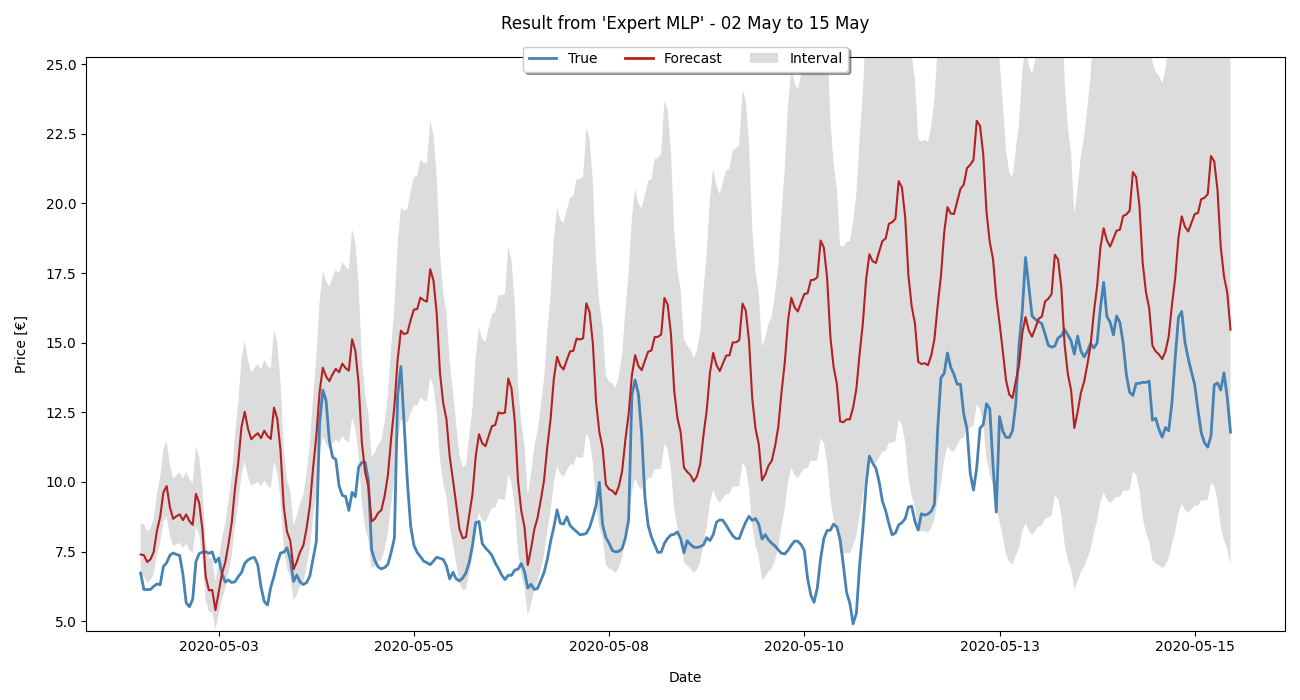 Result from 'Expert MLP' - 02 May to 15 May
True Forecast Interval
25.0
22.5
20.0
17.5
15.0
12.5
10.0
7.5
5.0
Price [€]
2020-05-03 2020-05-05 2020-05-08 2020-05-10 2020-05-13 2020-05-15
Date